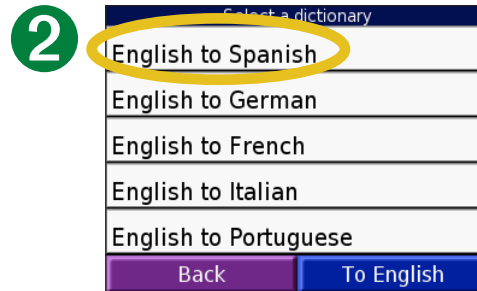 2
Select a dictionary
English to Spanish
English to German
English to French
English to Italian
English to Portuguese
Back To English